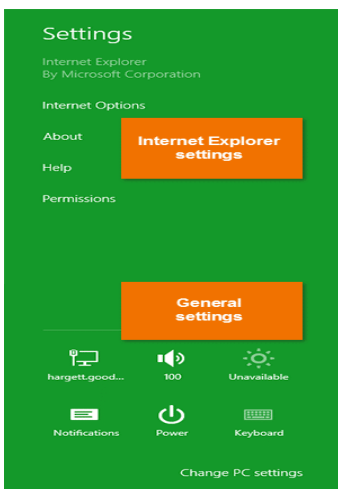 Settings
Internet Explorer
By Microsoft Corporation
Internet Options
About
Internet Explorer
settings
Help
Permissions
General
settings
hargett.good...
100
Unavailable
Notifications
Power
Keyboard
Change PC settings